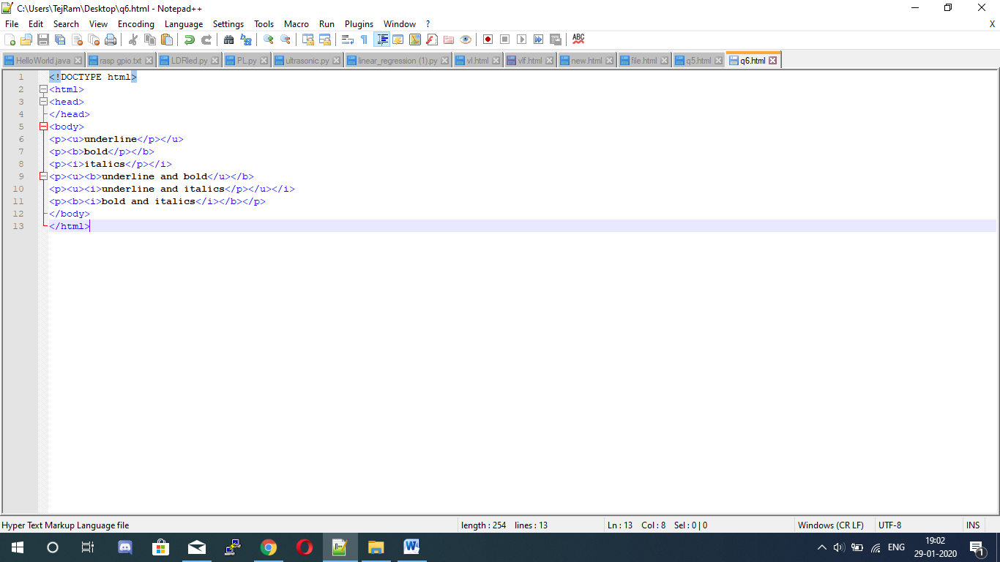 C:\Users\TejRam\Desktop\q6.html - Notepad++
File Edit Search View Encoding Language Settings Tools Macro Run Plugins Window ? X
ABC
HelloWorld.java rasp gpio.txt LDRled.py PL.py ultrasonic.py linear_regression (1).py vl.html vlf.html new.html file.html q5.html q6.html
1 <!DOCTYPE html>
2 <html>
3 <head>
4 </head>
5 <body>
6 <p><u>underline</p></u>
7 <p><b>bold</p></b>
8 <p><i>italics</p></i>
9 <p><u><b>underline and bold</u></b>
10 <p><u><i>underline and italics</p></u></i>
11 <p><b><i>bold and italics</i></b></p>
12 </body>
13 </html>
Hyper Text Markup Language file length : 254 lines : 13 Ln : 13 Col : 8 Sel : 0 | 0 Windows (CR LF) UTF-8 INS
ENG 19:02
29-01-2020 1